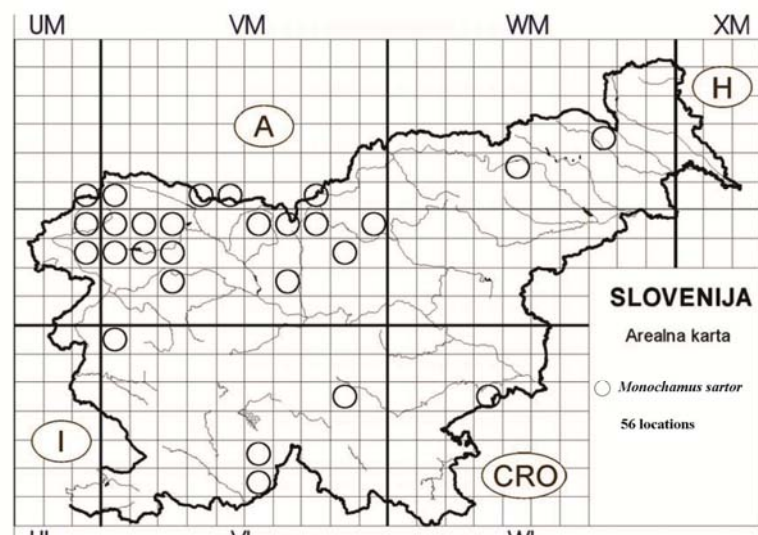 UM VM WM XM
H
A
SLOVENIJA
Arealna karta
Monochamus sartor
56 locations
I
CRO